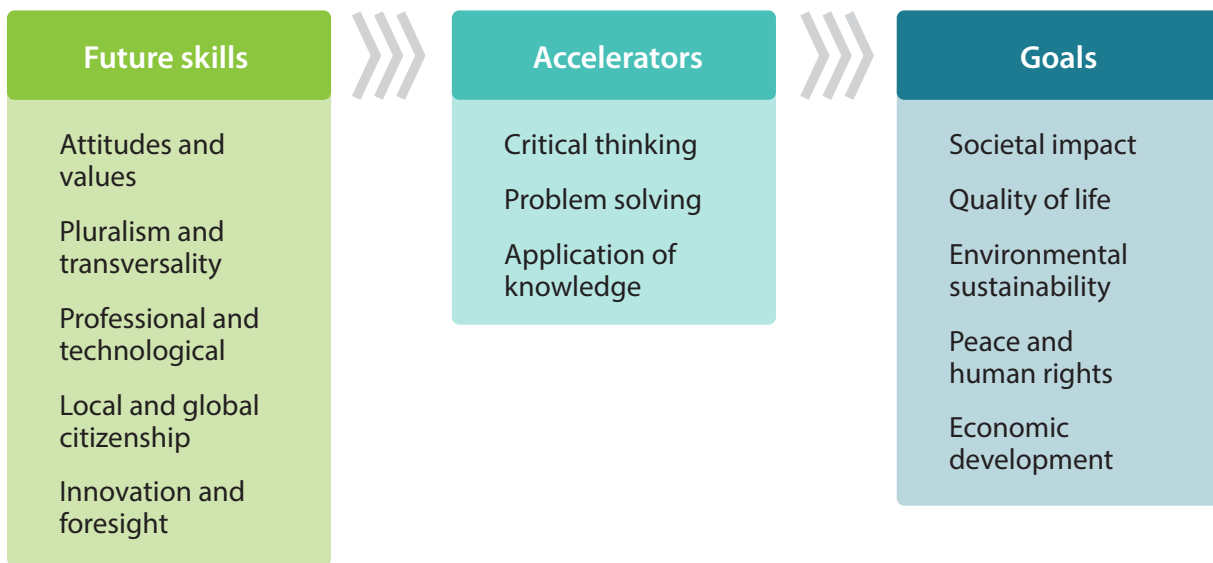 Future skills
Attitudes and
values
Pluralism and
transversality
Professional and
technological
Local and global
citizenship
Innovation and
foresight
Accelerators
Critical thinking
Problem solving
Application of
knowledge
Goals
Societal impact
Quality of life
Environmental
sustainability
Peace and
human rights
Economic
development